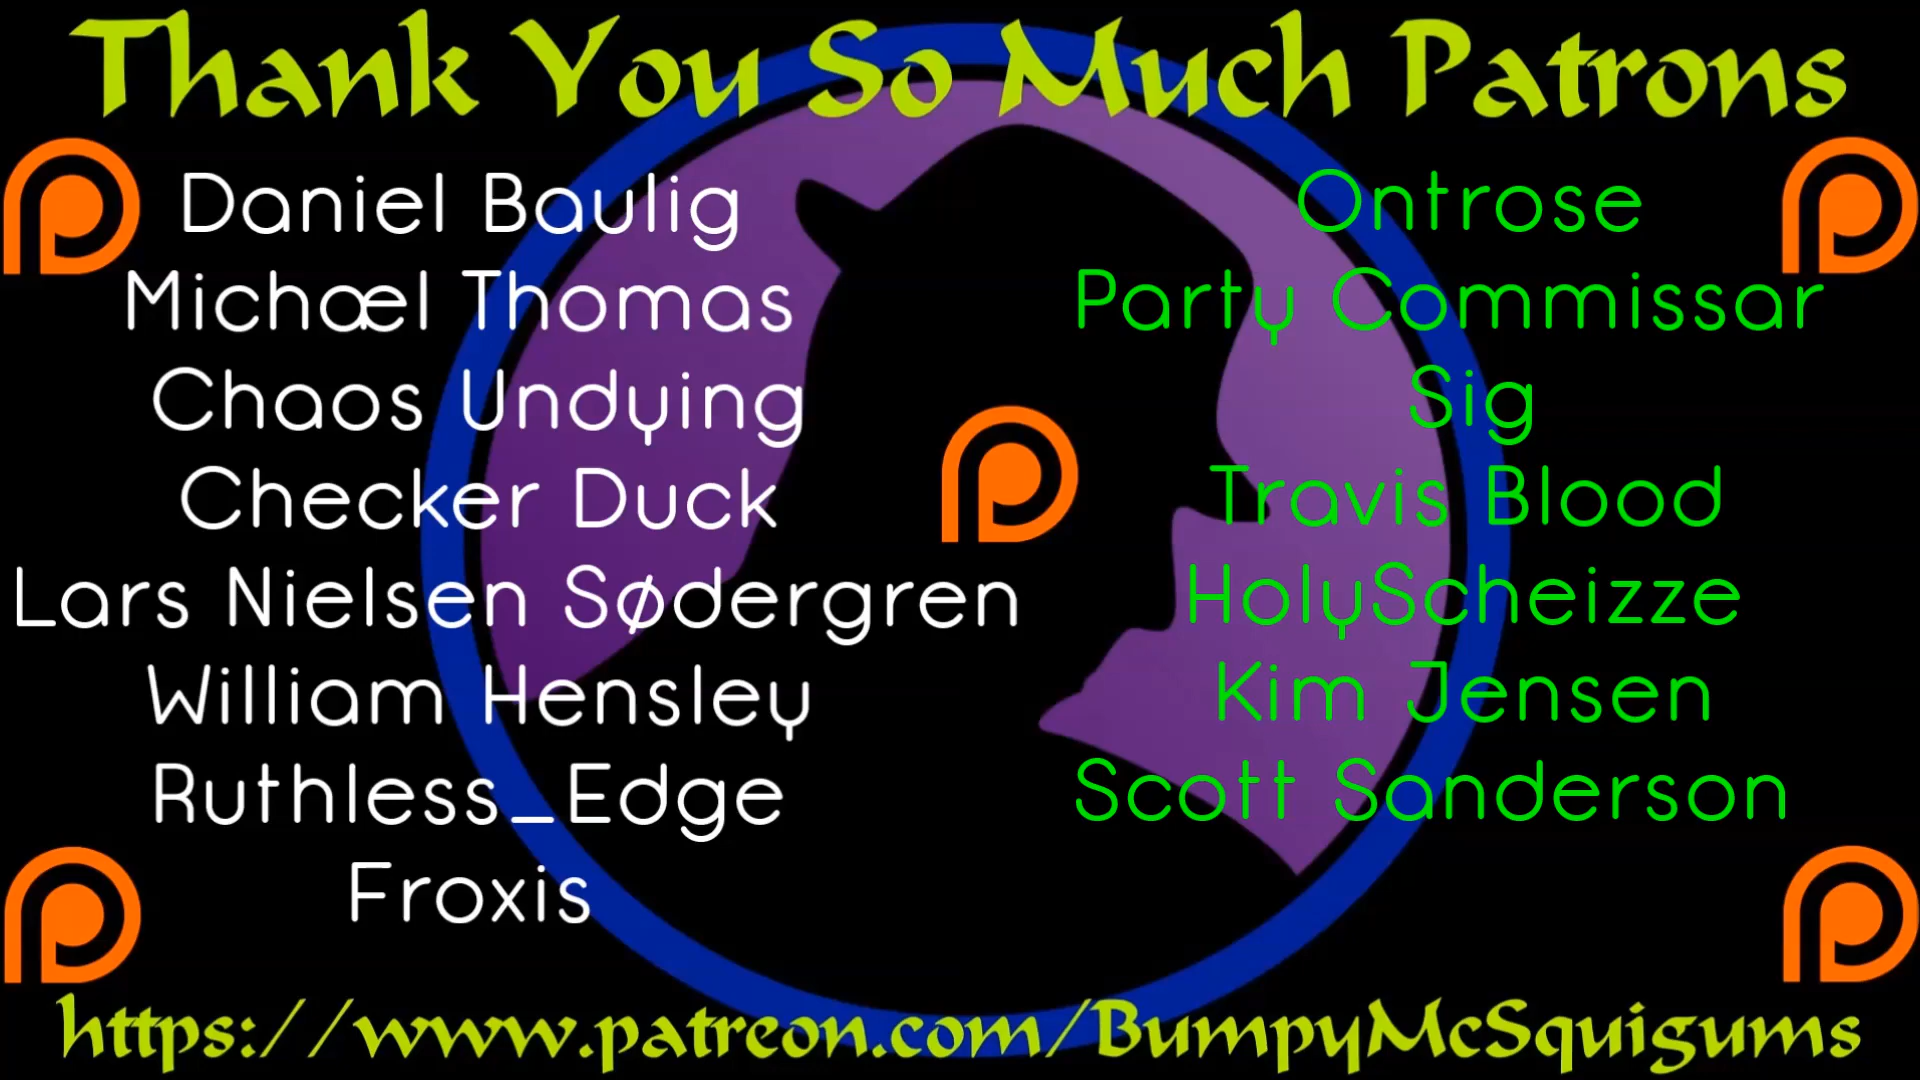 Thank You So Much Patrons
Daniel Baulig
Michæl Thomas
Chaos Undying
Checker Duck
Lars Nielsen Sødergren
William Hensley
Ruthless_Edge
Froxis
Ontrose
Party Commissar
Sig
Travis Blood
HolyScheizze
Kim Jensen
Scott Sanderson
https://www.patreon.com/BumpyMcSquigums